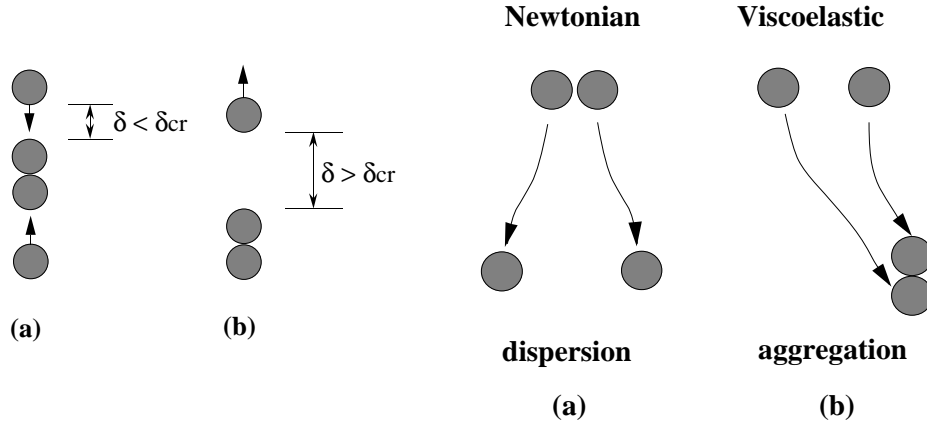 δ < δcr
δ > δcr
(a)
(b)
Newtonian
Viscoelastic
dispersion
aggregation
(a)
(b)